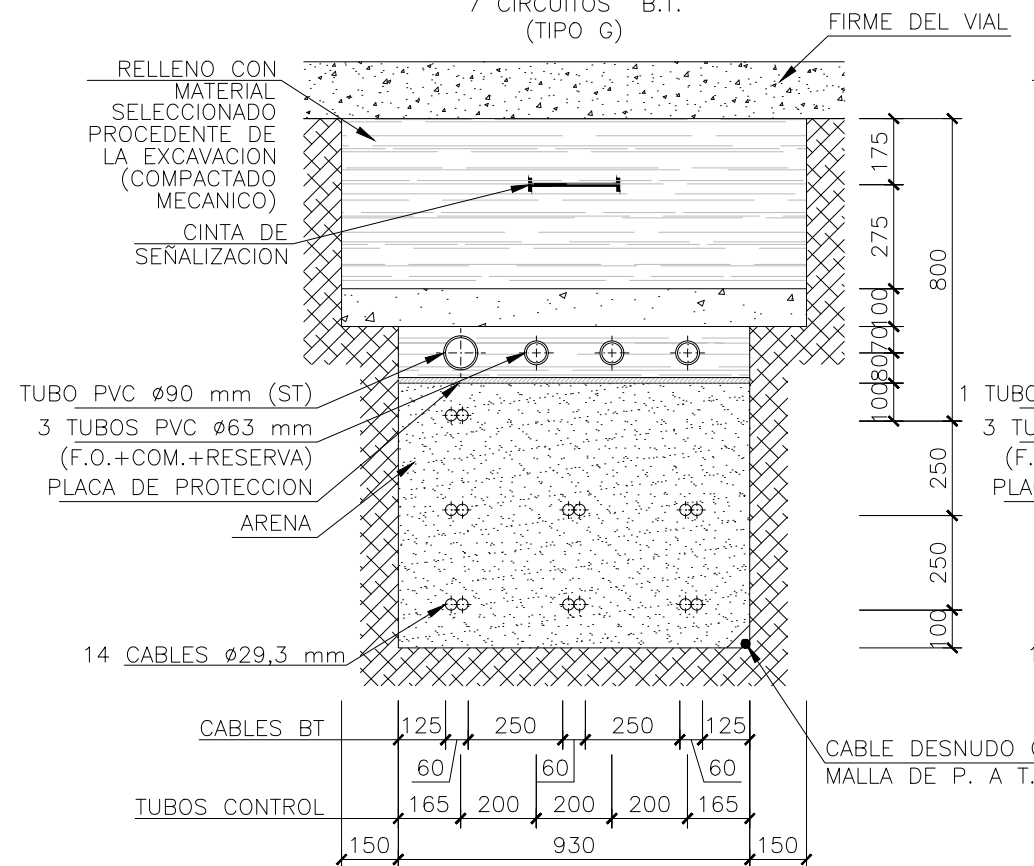 7 CIRCUITOS B.T.
(TIPO G)
FIRME DEL VIAL
RELLENO CON
MATERIAL
SELECCIONADO
PROCEDENTE DE
LA EXCAVACION
(COMPACTADO
MECANICO)
CINTA DE
SEÑALIZACION
TUBO PVC Ø90 mm (ST)
3 TUBOS PVC Ø63 mm
(F.O.+COM.+RESERVA)
PLACA DE PROTECCION
ARENA
14 CABLES Ø29,3 mm
175
275
100
70
80
100
800
250
250
100
1 TUBO
3 TU
(F.
PLA
1
CABLE DESNUDO
MALLA DE P. A T.
CABLES BT
125 250 250 125
60 60 60
TUBOS CONTROL
165 200 200 200 165
150 930 150